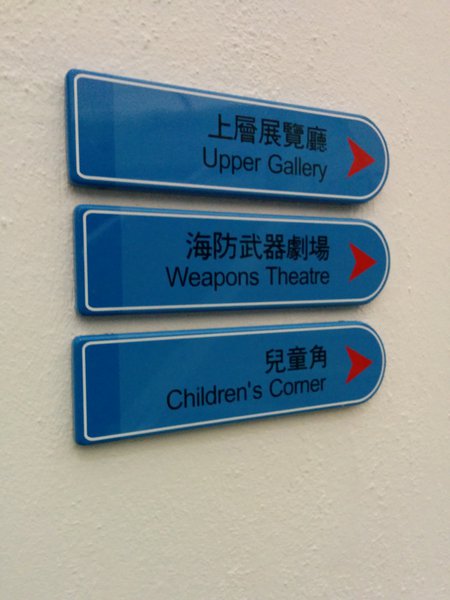 上層展覽廳
Upper Gallery
海防武器劇場
Weapons Theatre
兒童角
Children's Corner